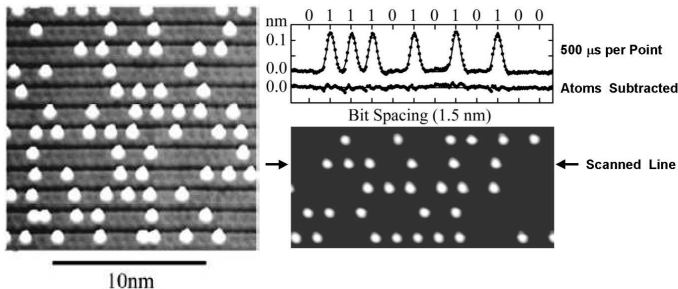 nm 0 1 1 1 0 1 0 1 0 1 0 0
0.1
500 µs per Point
0.0
0.0 Atoms Subtracted
Bit Spacing (1.5 nm)
Scanned Line
10nm